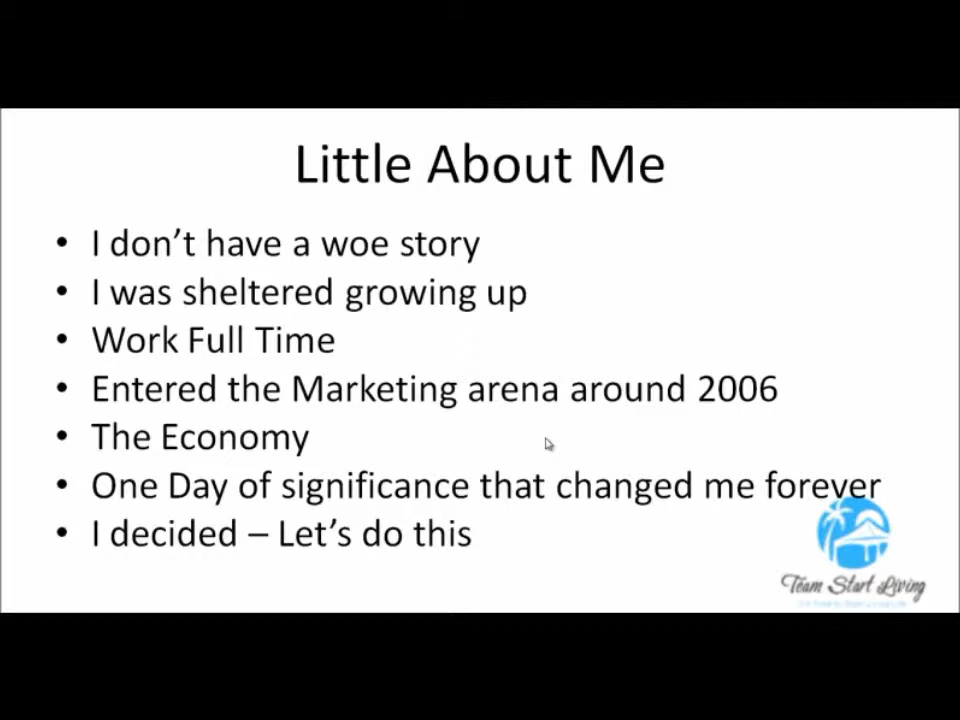 Little About Me
• I don’t have a woe story
• I was sheltered growing up
• Work Full Time
• Entered the Marketing arena around 2006
• The Economy
• One Day of significance that changed me forever
• I decided – Let’s do this
Team Start Living